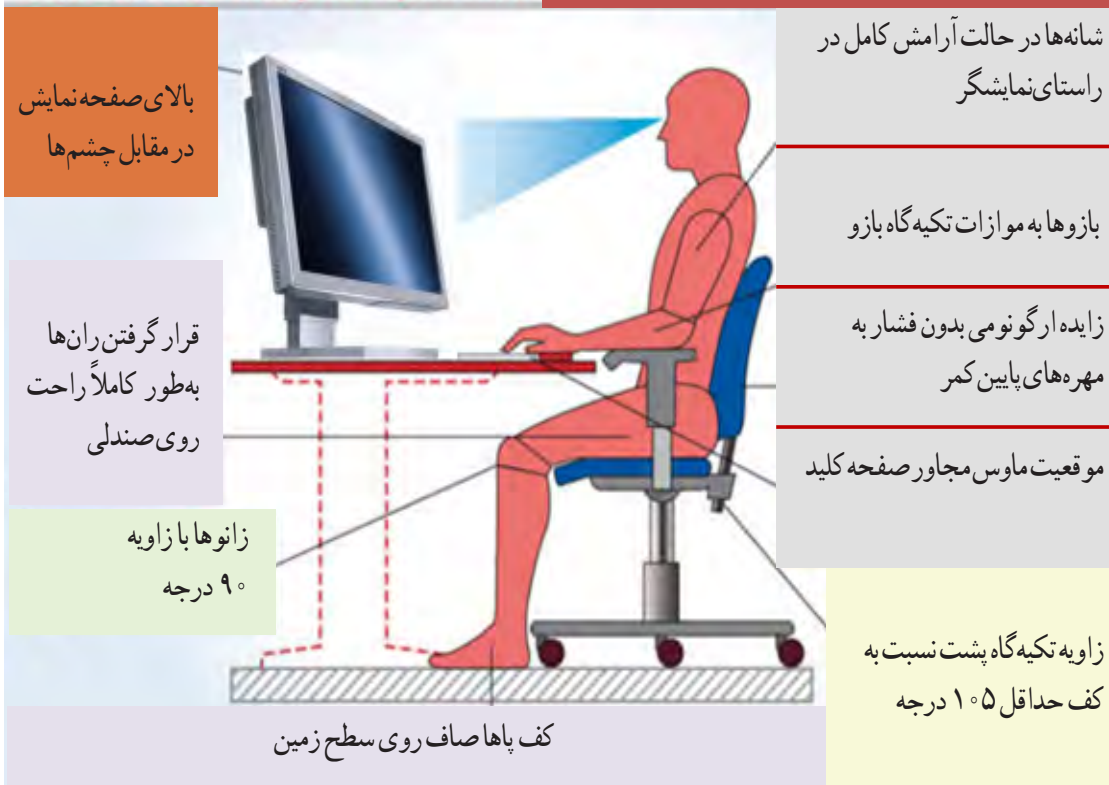 شانه‌ها در حالت آرامش کامل در
راستای نمایشگر
بازوها به موازات تکیه‌گاه بازو
زایده ارگونومی بدون فشار به
مهره‌های پایین کمر
موقعیت ماوس مجاور صفحه کلید
زاویه تکیه‌گاه پشت نسبت به
کف حداقل ۱۰۵ درجه
بالای صفحه نمایش
در مقابل چشم‌ها
قرار گرفتن ران‌ها
به‌طور کاملاً راحت
روی صندلی
زانوها با زاویه
۹۰ درجه
کف پاها صاف روی سطح زمین